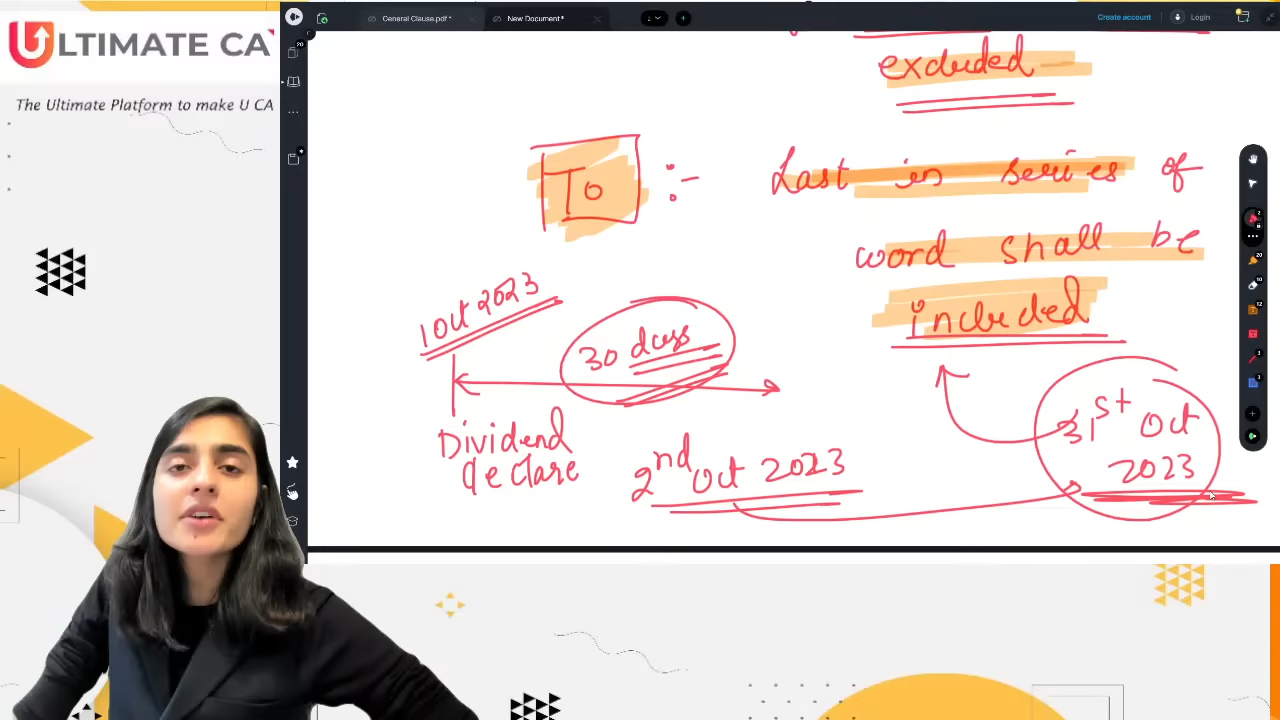 ULTIMATE CA
The Ultimate Platform to make U CA
General Clause.pdf *
New Document*
Create account
Login
excluded
To :- Last in series of
word shall be
included
1 Oct 2023
30 days
Dividend
declare
2nd Oct 2023
31st Oct
2023